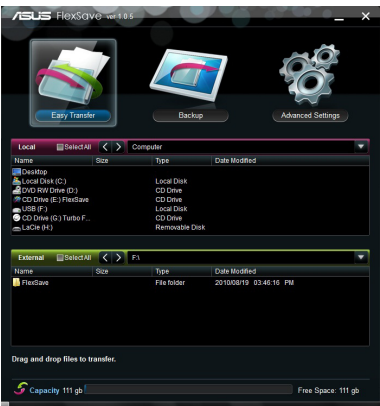 ASUS FlexSave ver 1.0.5
Easy Transfer Backup Advanced Settings
Local Select All Computer
Name Size Type Date Modified
Desktop
Local Disk (C:) Local Disk
DVD RW Drive (D:) CD Drive
CD Drive (E:) FlexSave CD Drive
USB (F:) Local Disk
CD Drive (G:) Turbo F... CD Drive
LaCie (H:) Removable Disk
External Select All F:\
Name Size Type Date Modified
FlexSave File folder 2010/08/19 03:46:16 PM
Drag and drop files to transfer.
Capacity 111 gb Free Space: 111 gb